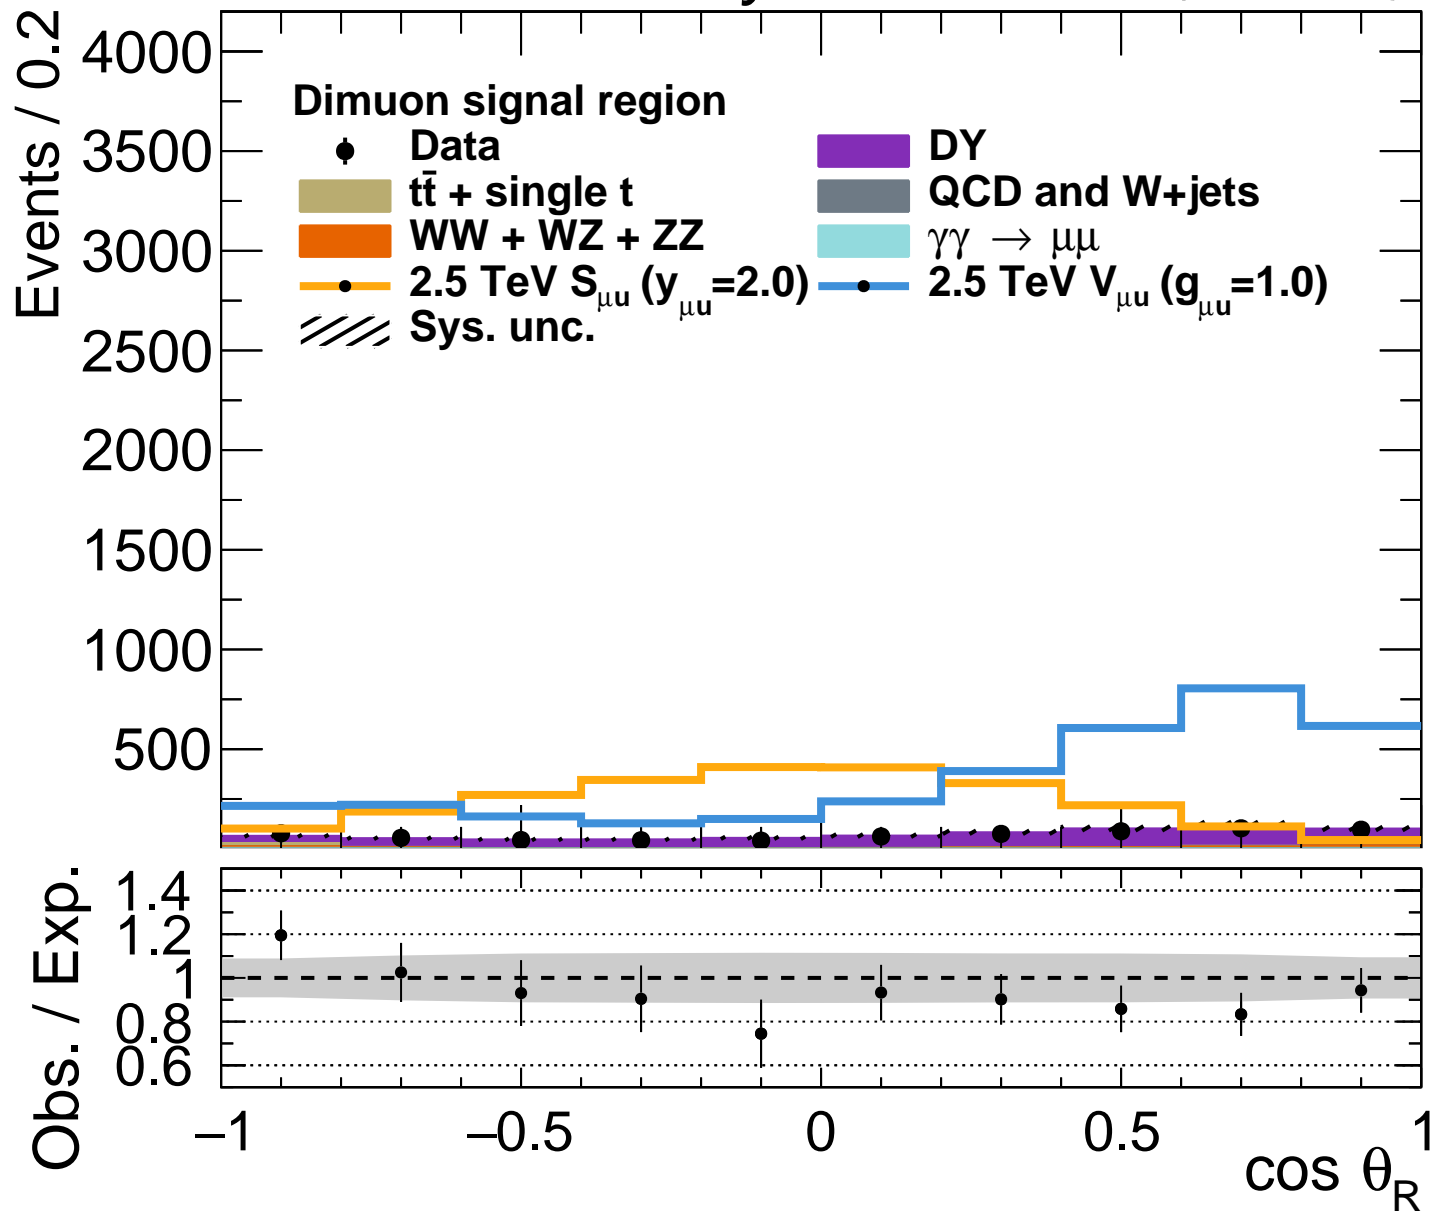 Events / 0.2
4000
3500
3000
2500
2000
1500
1000
500
Dimuon signal region
Data
DY
tt̄ + single t
QCD and W+jets
WW + WZ + ZZ
γγ → μμ
2.5 TeV Sμu (yμu=2.0)
2.5 TeV Vμu (gμu=1.0)
Sys. unc.
Obs. / Exp.
1.4
1.2
1
0.8
0.6
−1
−0.5
0
0.5
1
cos θR